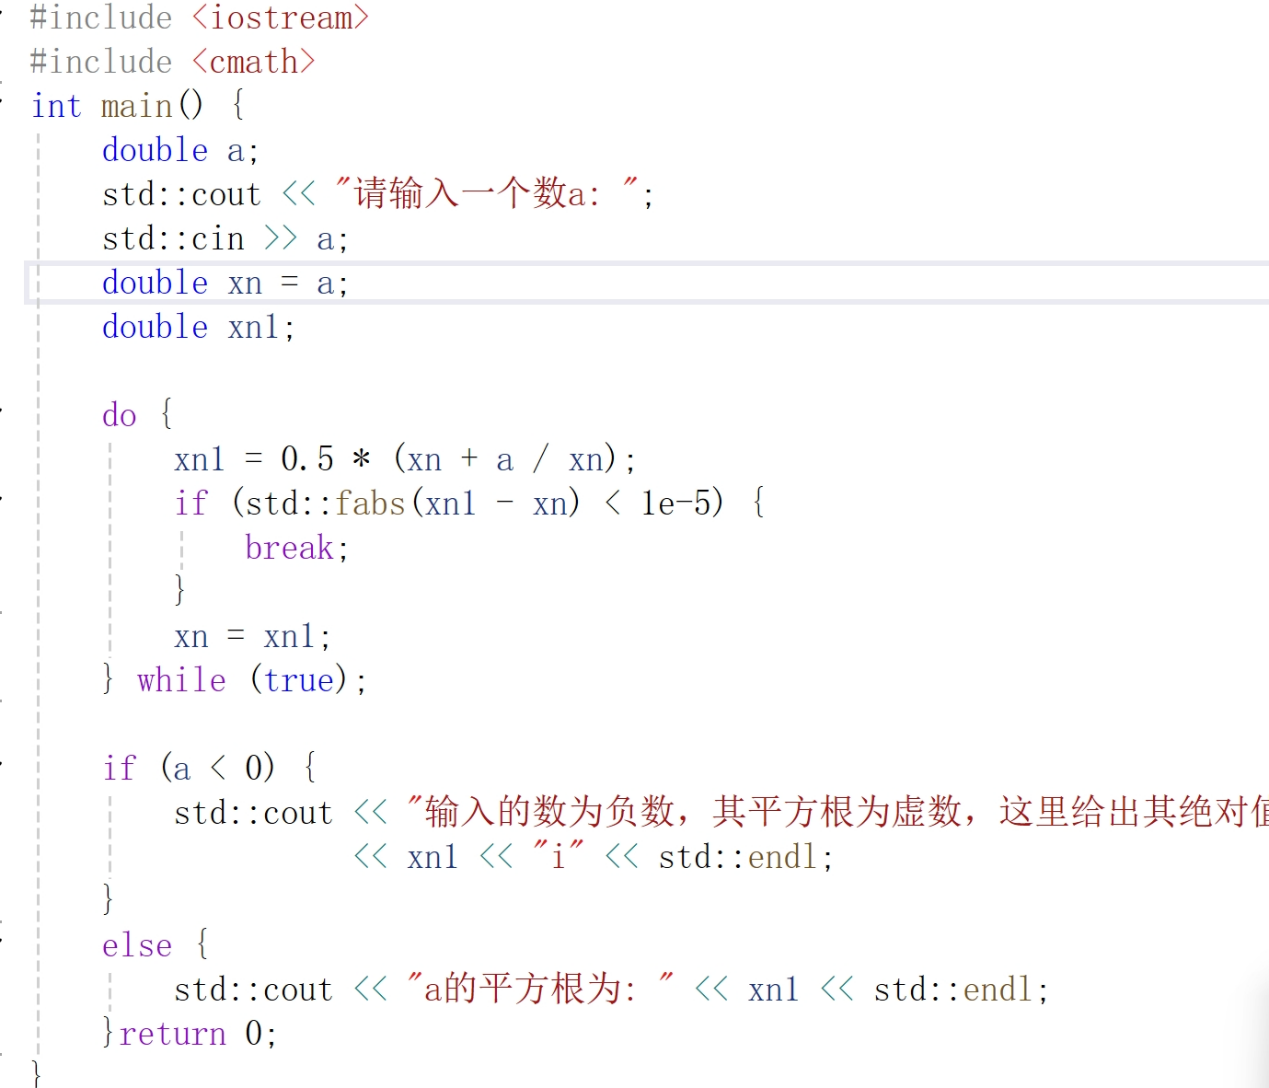 #include <iostream>
#include <cmath>
int main() {
double a;
std::cout << "请输入一个数a: ";
std::cin >> a;
double xn = a;
double xn1;
do {
xn1 = 0.5 * (xn + a / xn);
if (std::fabs(xn1 - xn) < 1e-5) {
break;
}
xn = xn1;
} while (true);
if (a < 0) {
std::cout << "输入的数为负数，其平方根为虚数，这里给出其绝对
<< xn1 << "i" << std::endl;
}
else {
std::cout << "a的平方根为: " << xn1 << std::endl;
}return 0;
}